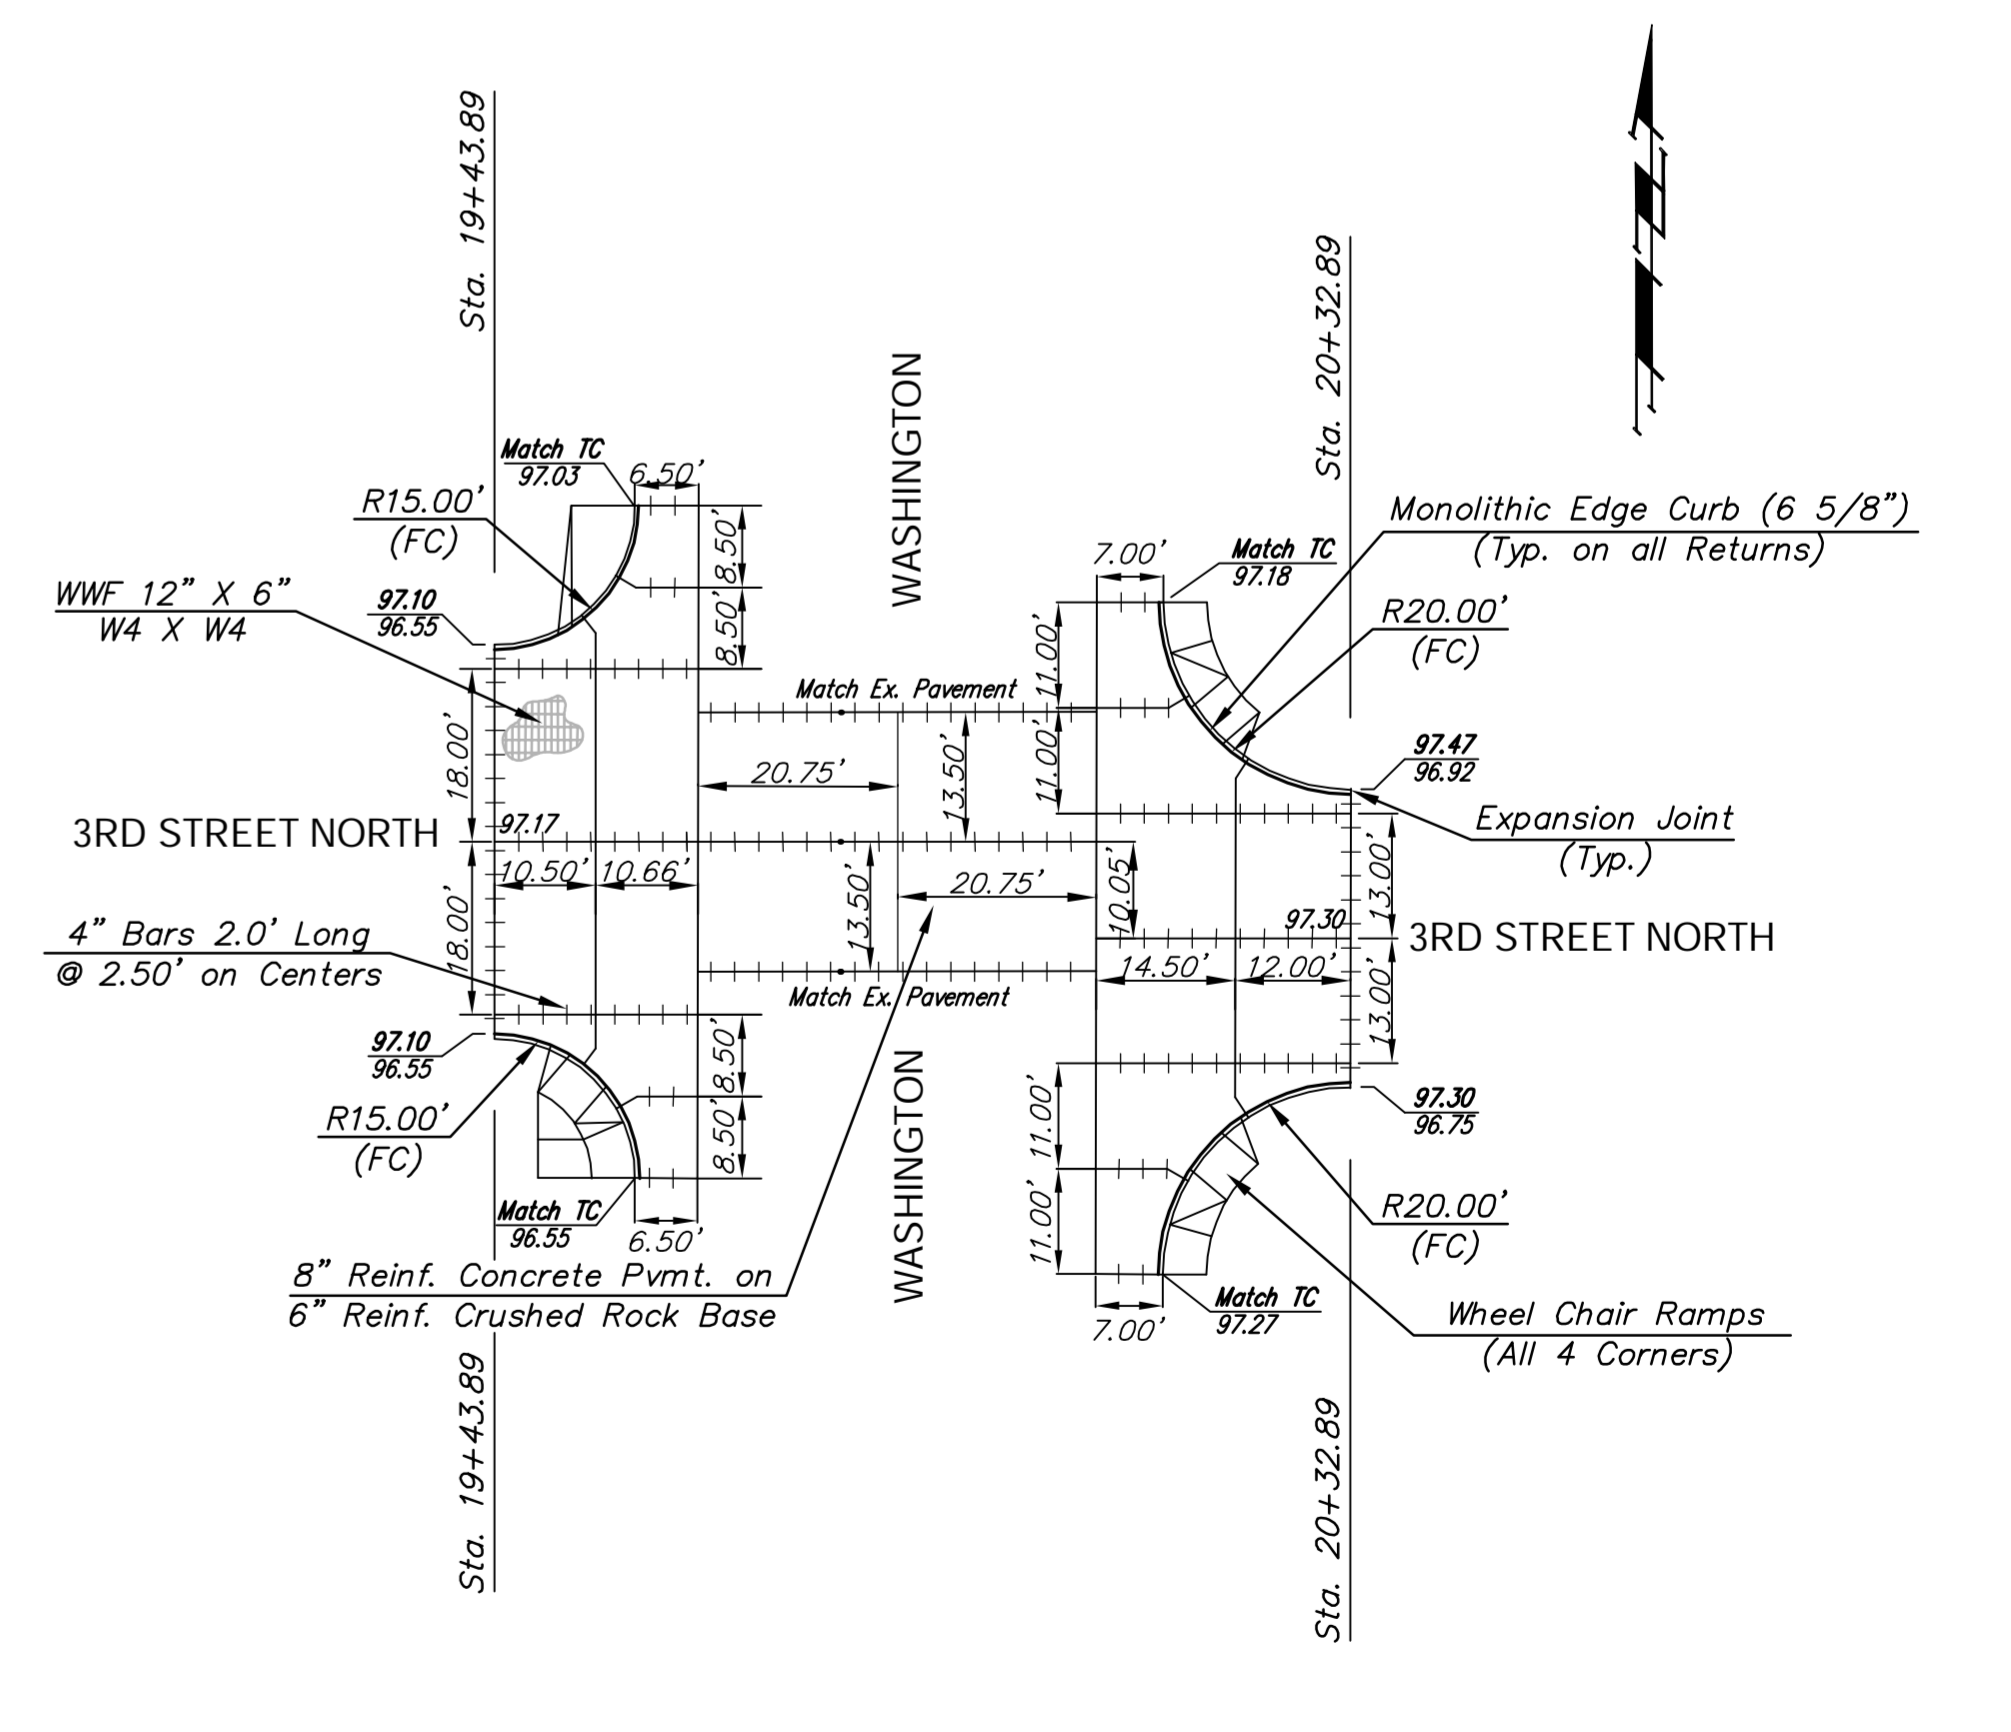 Sta. 19+43.89
Sta. 20+32.89
WASHINGTON
Match TC
97.03
6.50'
R15.00'
(FC)
8.50'
8.50'
WWF 12" X 6"
W4 X W4
97.10
96.55
Monolithic Edge Curb (6 5/8")
(Typ. on all Returns)
7.00'
Match TC
97.18
R20.00'
(FC)
11.00'
11.00'
Match Ex. Pavement
18.00'
20.75'
13.50'
97.47
96.92
Expansion Joint
(Typ.)
3RD STREET NORTH
97.17
10.50'
10.66'
18.00'
13.50'
20.75'
10.05'
97.30
13.00'
13.00'
3RD STREET NORTH
14.50'
12.00'
4" Bars 2.0' Long
@ 2.50' on Centers
Match Ex. Pavement
97.10
96.55
R15.00'
(FC)
8.50'
8.50'
WASHINGTON
11.00'
11.00'
97.30
96.75
Match TC
96.55
6.50'
R20.00'
(FC)
8" Reinf. Concrete Pvmt. on
6" Reinf. Crushed Rock Base
7.00'
Match TC
97.27
Wheel Chair Ramps
(All 4 Corners)
Sta. 19+43.89
Sta. 20+32.89